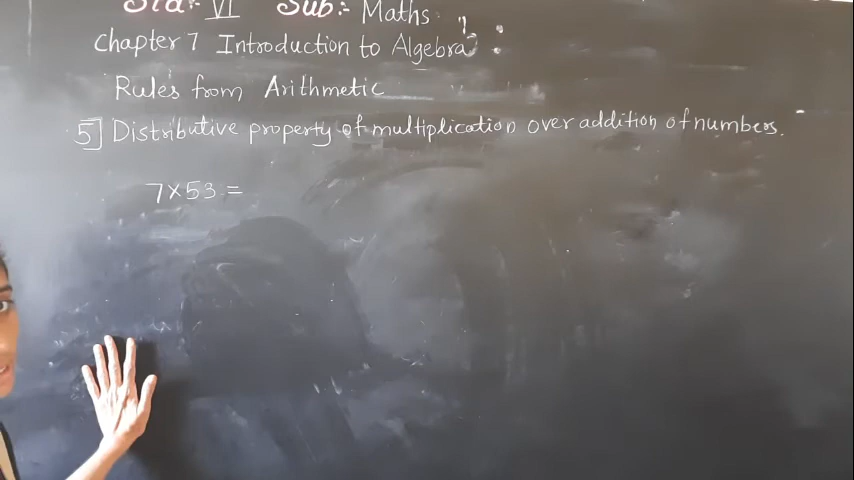 Std:- VI Sub:- Maths
Chapter 7 Introduction to Algebra
Rules from Arithmetic
5] Distributive property of multiplication over addition of numbers.
7×53 =